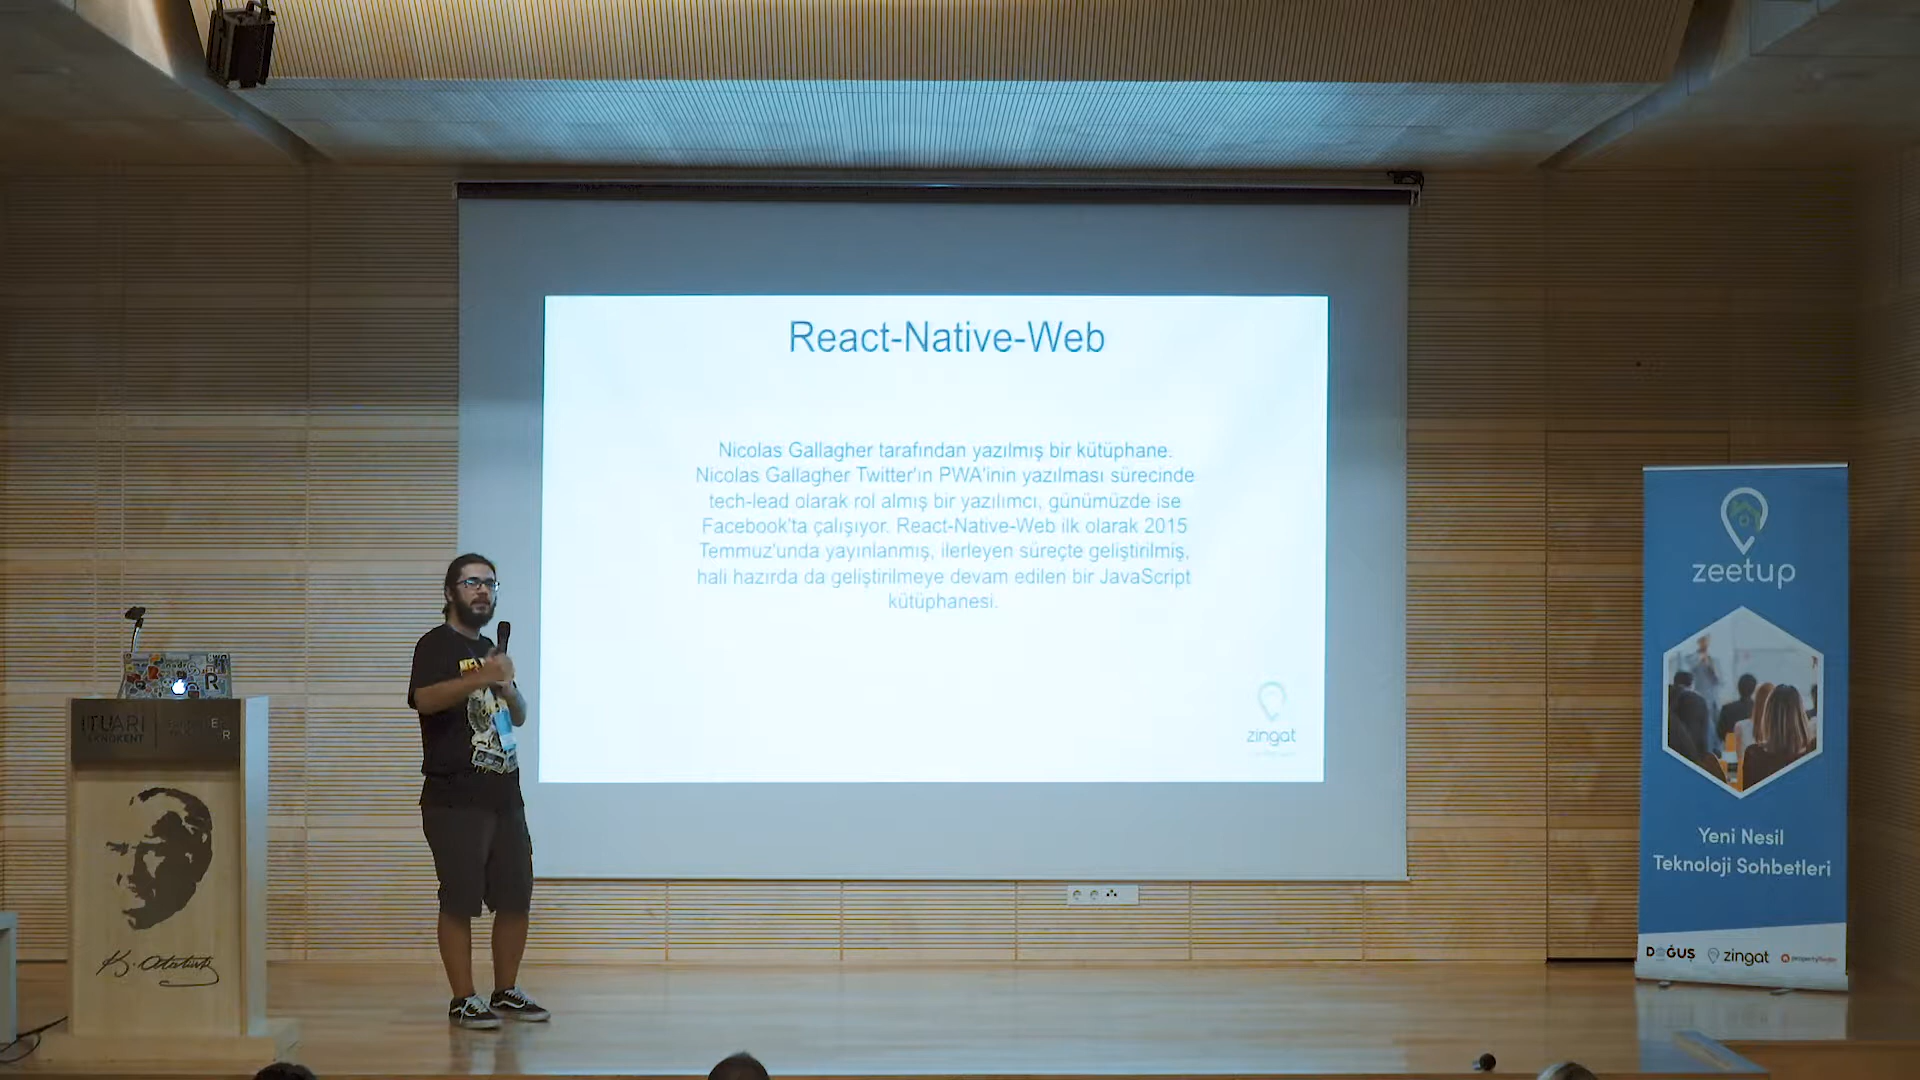 React-Native-Web
Nicolas Gallagher tarafından yazılmış bir kütüphane.
Nicolas Gallagher Twitter'ın PWA'inin yazılması sürecinde
tech-lead olarak rol almış bir yazılımcı, günümüzde ise
Facebook'ta çalışıyor. React-Native-Web ilk olarak 2015
Temmuz'unda yayınlanmış, ilerleyen süreçte geliştirilmiş,
hali hazırda da geliştirilmeye devam edilen bir JavaScript
kütüphanesi.
zingat
zeetup
Yeni Nesil
Teknoloji Sohbetleri
DOĞUŞ
zingat
propertyfinder
ITUARI
TEKNOKENT
K. Atatürk